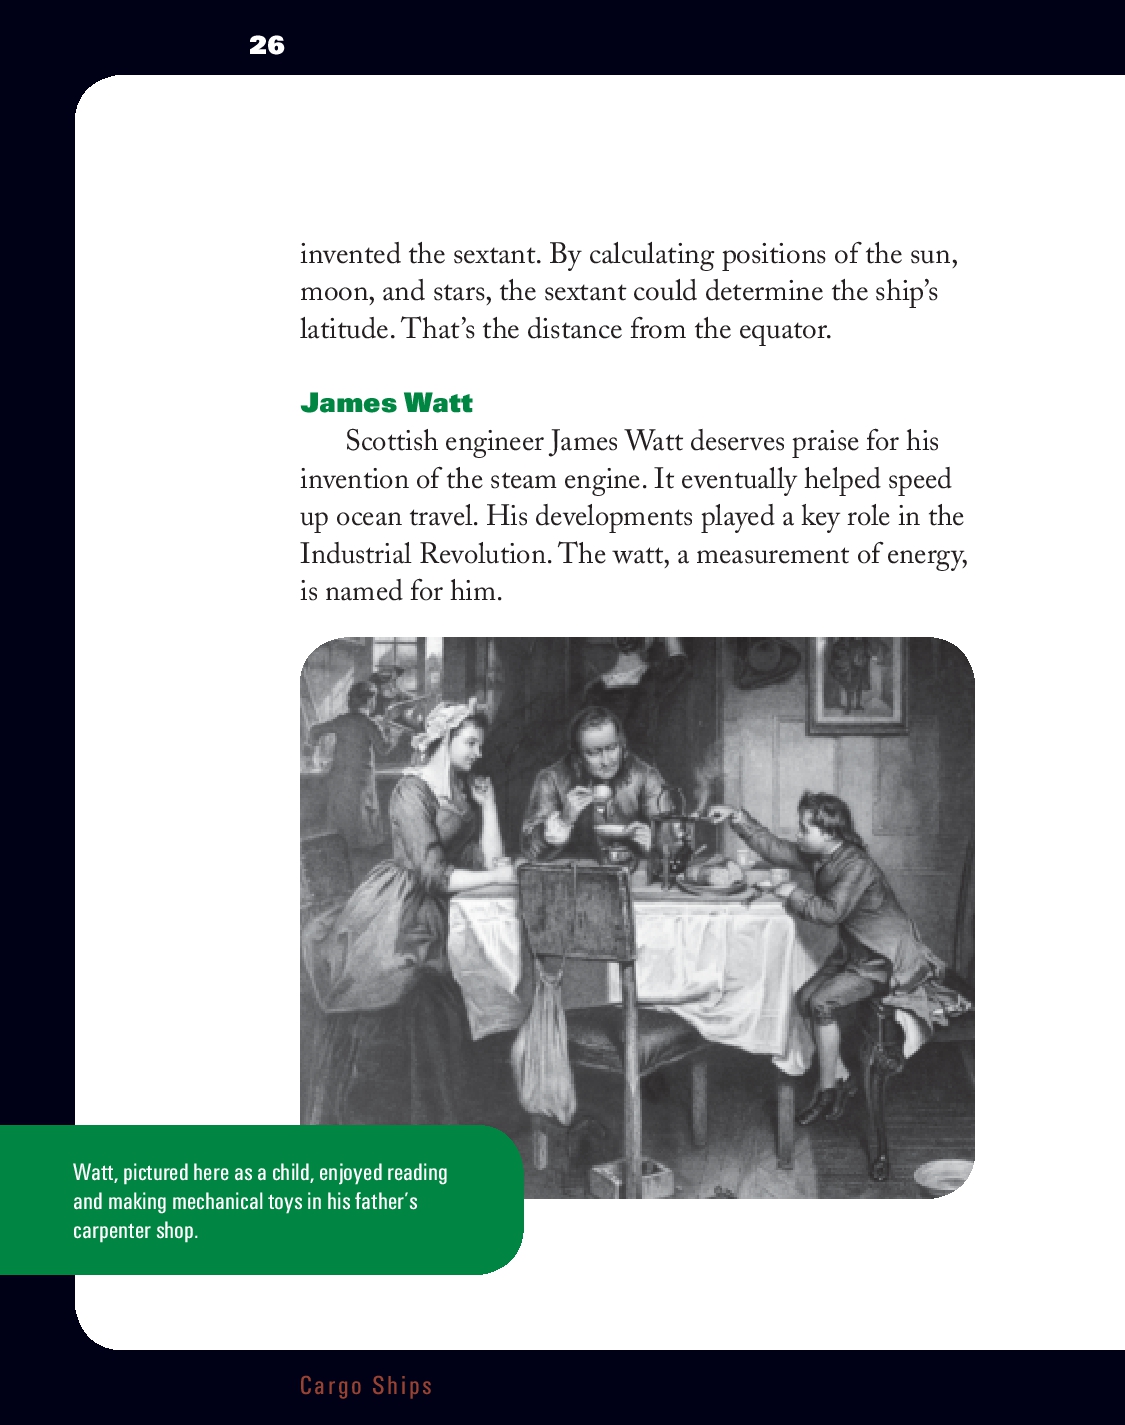 26
invented the sextant. By calculating positions of the sun,
moon, and stars, the sextant could determine the ship's
latitude. That's the distance from the equator.
James Watt
Scottish engineer James Watt deserves praise for his
invention of the steam engine. It eventually helped speed
up ocean travel. His developments played a key role in the
Industrial Revolution. The watt, a measurement of energy,
is named for him.
Watt, pictured here as a child, enjoyed reading
and making mechanical toys in his father's
carpenter shop.
Cargo Ships